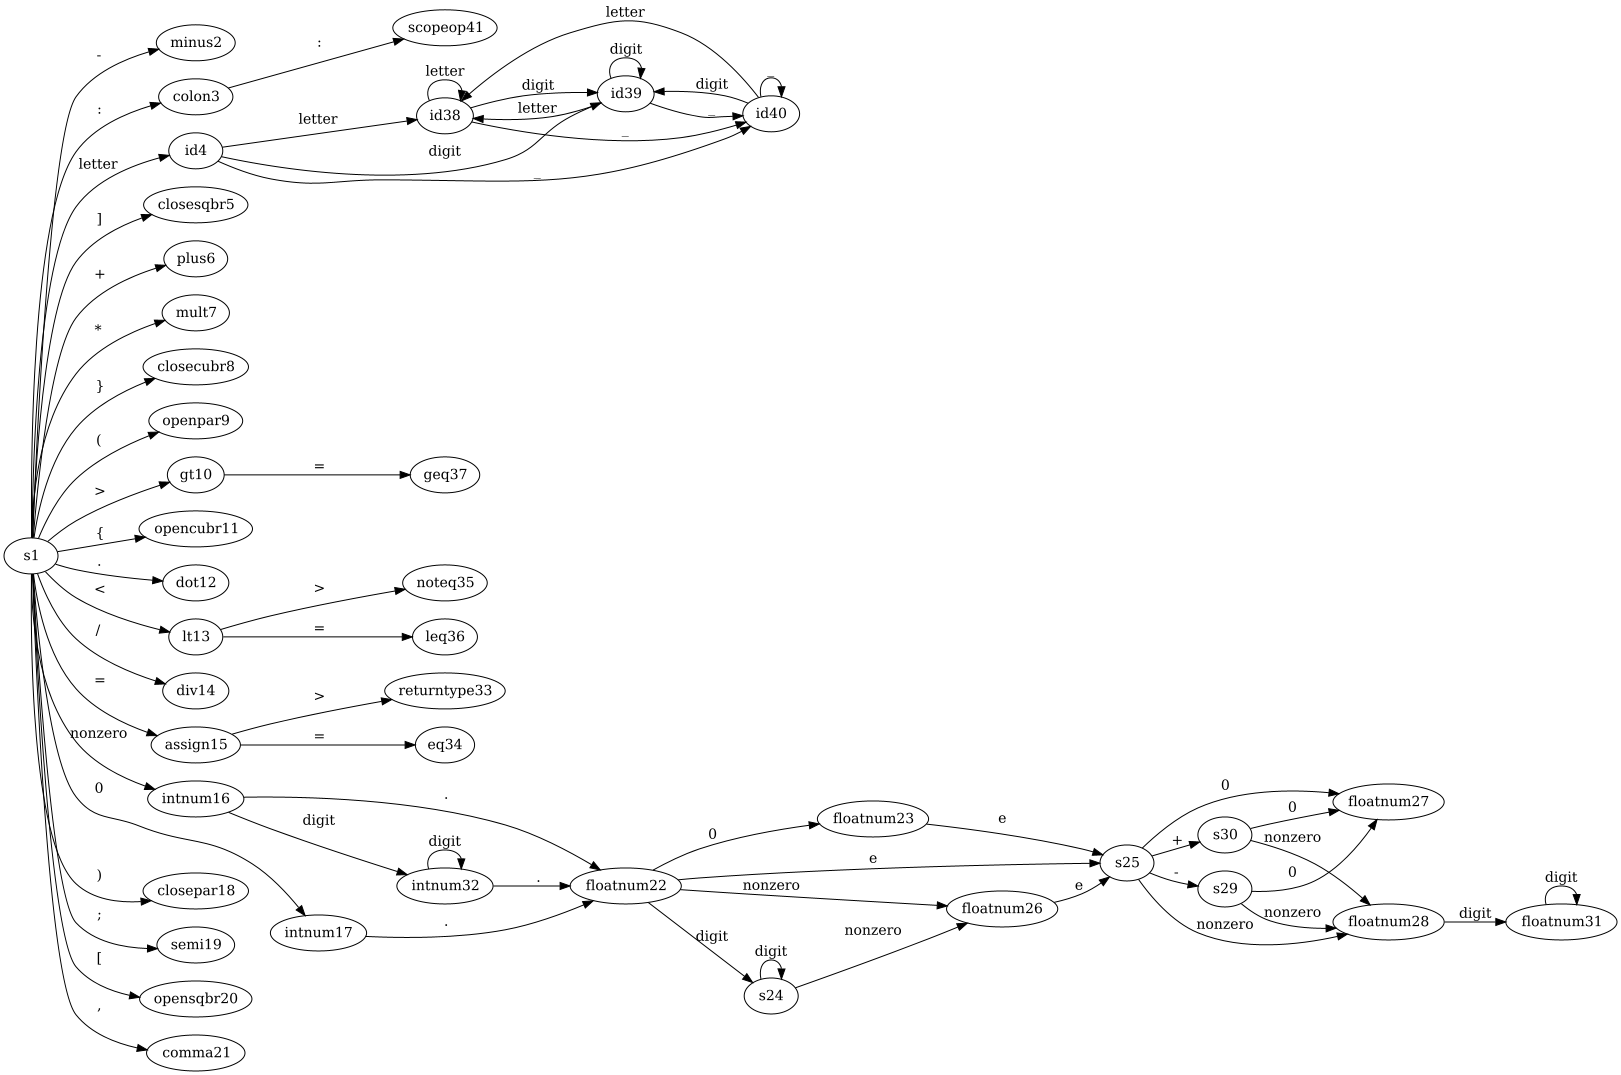 letter
scopeop41
-
minus2
:
digit
letter
_
digit
digit
colon3
id39
:
letter
id38
_
id40
letter
_
id4
letter
digit
_
]
closesqbr5
+
plus6
*
mult7
}
closecubr8
(
openpar9
>
gt10
=
geq37
{
opencubr11
s1
.
dot12
<
>
noteq35
/
lt13
=
leq36
=
div14
>
returntype33
nonzero
assign15
=
eq34
0
intnum16
.
0
floatnum27
digit
floatnum23
e
0
digit
0
+
s30
nonzero
e
s25
)
closepar18
intnum32
.
floatnum22
nonzero
e
-
s29
0
digit
;
semi19
intnum17
.
digit
nonzero
floatnum26
nonzero
nonzero
floatnum28
digit
floatnum31
[
opensqbr20
digit
s24
,
comma21